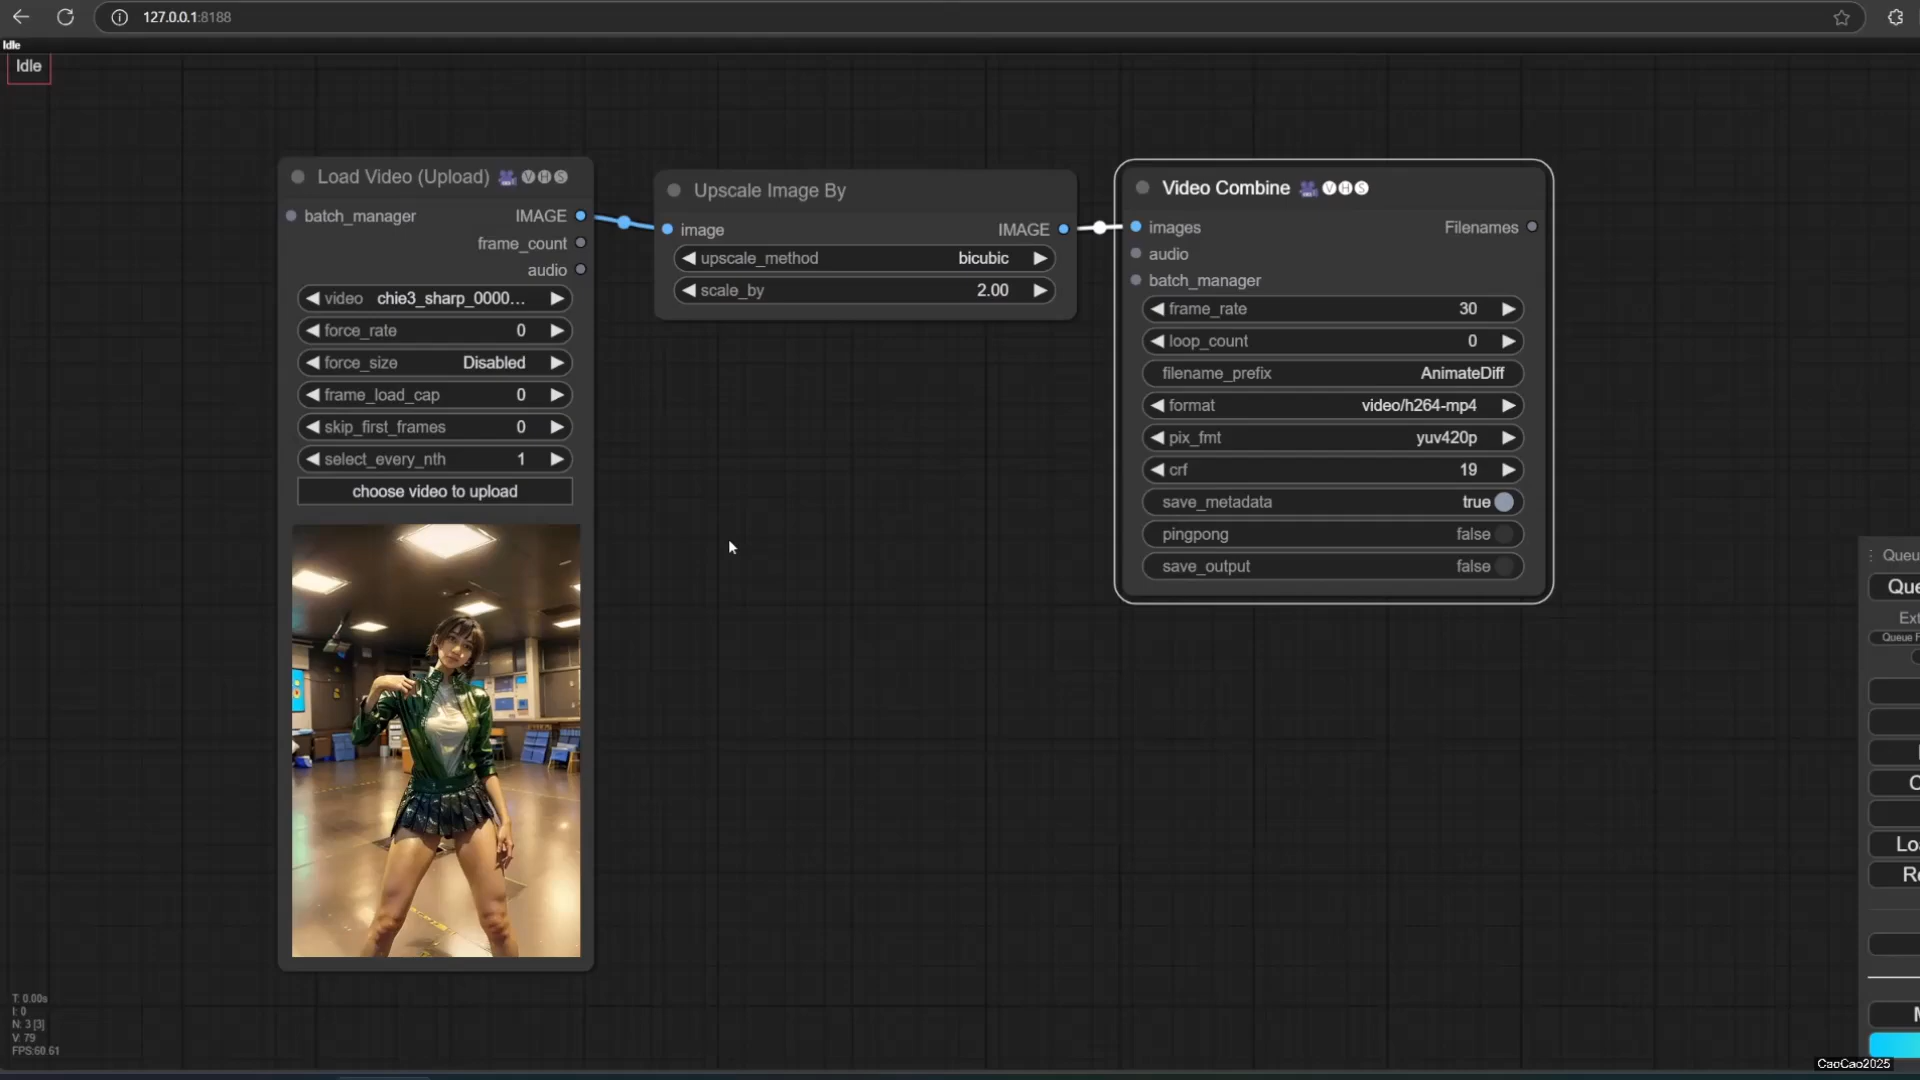 127.0.0.1:8188
Idle
Idle
Load Video (Upload) VHS
batch_manager IMAGE
frame_count
audio
video chie3_sharp_0000...
force_rate 0
force_size Disabled
frame_load_cap 0
skip_first_frames 0
select_every_nth 1
choose video to upload
Upscale Image By
image IMAGE
upscale_method bicubic
scale_by 2.00
Video Combine VHS
images Filenames
audio
batch_manager
frame_rate 30
loop_count 0
filename_prefix AnimateDiff
format video/h264-mp4
pix_fmt yuv420p
crf 19
save_metadata true
pingpong false
save_output false
Queu
Que
Ext
Queue F
Loa
Re
T: 0.00s
I: 0
N: 3 [3]
V: 79
FPS:60.61
CaoCao2025